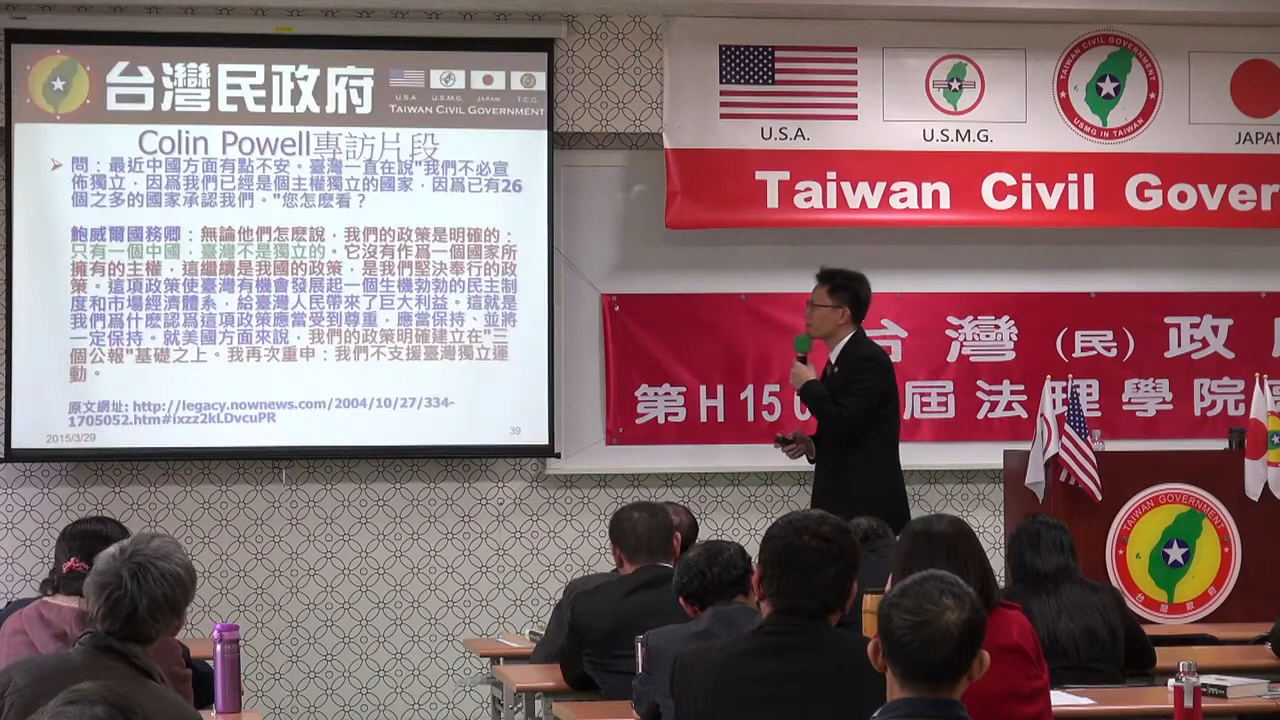 台灣民政府
U.S.A
U.S.M.G.
JAPAN
T.C.G.
TAIWAN CIVIL GOVERNMENT
Colin Powell專訪片段
問：最近中國方面有點不安。臺灣一直在說"我們不必宣
佈獨立，因爲我們已經是個主權獨立的國家，因爲已有26
個之多的國家承認我們。"您怎麽看？
鮑威爾國務卿：無論他們怎麽說，我們的政策是明確的：
只有一個中國，臺灣不是獨立的。它沒有作爲一個國家所
擁有的主權，這繼續是我國的政策，是我們堅決奉行的政
策。這項政策使臺灣有機會發展起一個生機勃勃的民主制
度和市場經濟體系，給臺灣人民帶來了巨大利益。這就是
我們爲什麽認爲這項政策應當受到尊重，應當保持、並將
一定保持。就美國方面來說，我們的政策明確建立在"三
個公報"基礎之上。我再次重申：我們不支援臺灣獨立運
動。
原文網址: http://legacy.nownews.com/2004/10/27/334-
1705052.htm#ixzz2kLDvcuPR
2015/3/29
39
U.S.A.
U.S.M.G.
TAIWAN CIVIL GOVERNMENT
USMG IN TAIWAN
JAPAN
Taiwan Civil Gover
台灣(民)政
第H15
屆法理學院
TAIWAN GOVERNMENT
台灣政府